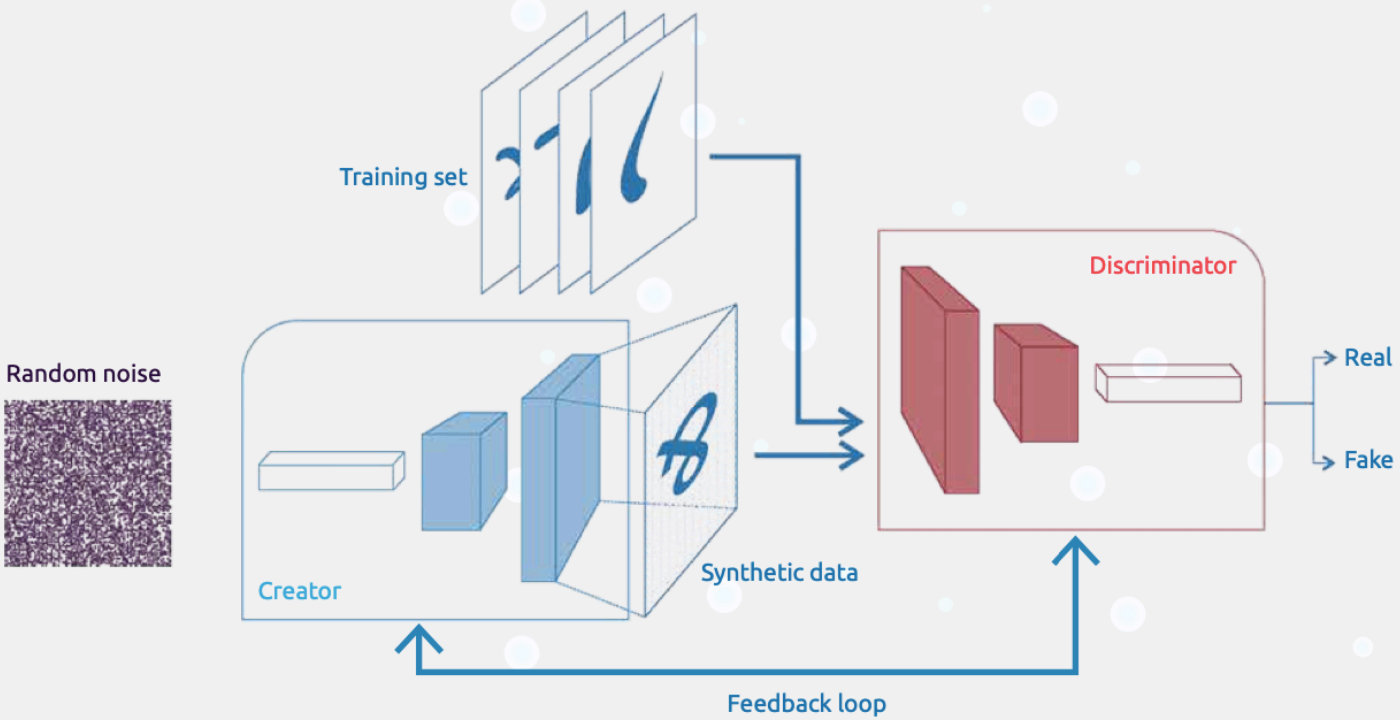 Training set
Discriminator
Random noise
Real
Fake
Creator
Synthetic data
Feedback loop